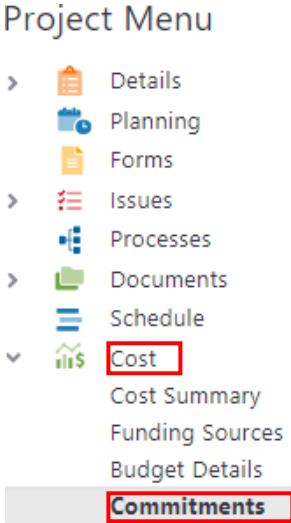 Project Menu
Details
Planning
Forms
Issues
Processes
Documents
Schedule
Cost
Cost Summary
Funding Sources
Budget Details
Commitments